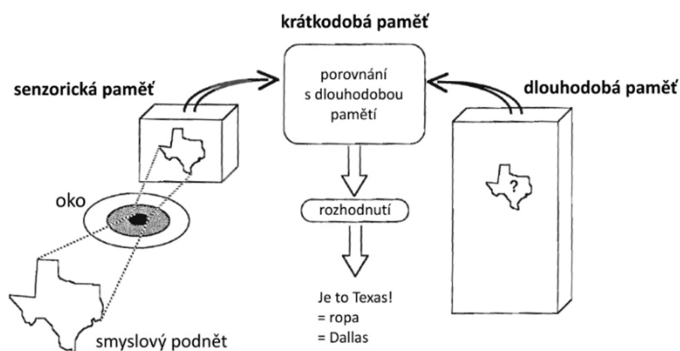 krátkodobá paměť
senzorická paměť
porovnání
s dlouhodobou
pamětí
dlouhodobá paměť
?
oko
rozhodnutí
Je to Texas!
= ropa
= Dallas
smyslový podnět